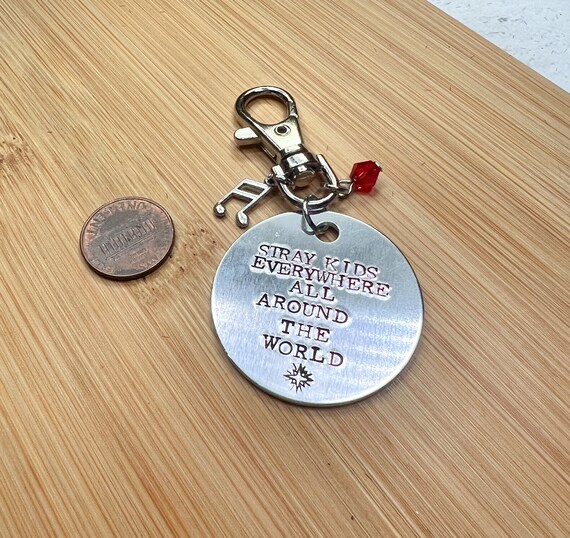 STRAY KIDS
EVERYWHERE
ALL
AROUND
THE
WORLD